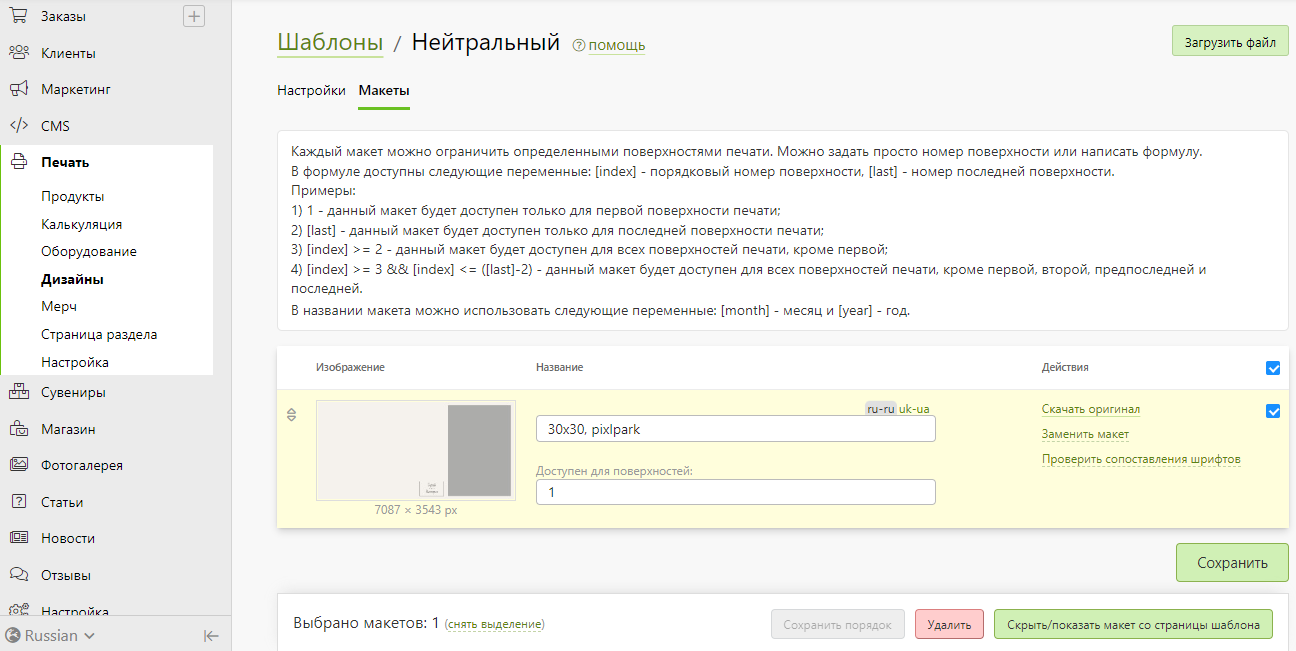 Заказы
Клиенты
Маркетинг
CMS
Печать
Продукты
Калькуляция
Оборудование
Дизайны
Мерч
Страница раздела
Настройка
Сувениры
Магазин
Фотогалерея
Статьи
Новости
Отзывы
Настройка
Russian
Шаблоны / Нейтральный ? помощь
Загрузить файл
Настройки Макеты
Каждый макет можно ограничить определенными поверхностями печати. Можно задать просто номер поверхности или написать формулу.
В формуле доступны следующие переменные: [index] - порядковый номер поверхности, [last] - номер последней поверхности.
Примеры:
1) 1 - данный макет будет доступен только для первой поверхности печати;
2) [last] - данный макет будет доступен только для последней поверхности печати;
3) [index] >= 2 - данный макет будет доступен для всех поверхностей печати, кроме первой;
4) [index] >= 3 && [index] <= ([last]-2) - данный макет будет доступен для всех поверхностей печати, кроме первой, второй, предпоследней и
последней.
В названии макета можно использовать следующие переменные: [month] - месяц и [year] - год.
Изображение Название Действия
ru-ru uk-ua
30x30, pixlpark
Доступен для поверхностей:
1
7087 × 3543 px
Скачать оригинал
Заменить макет
Проверить сопоставления шрифтов
Сохранить
Выбрано макетов: 1 (снять выделение)
Сохранить порядок
Удалить
Скрыть/показать макет со страницы шаблона